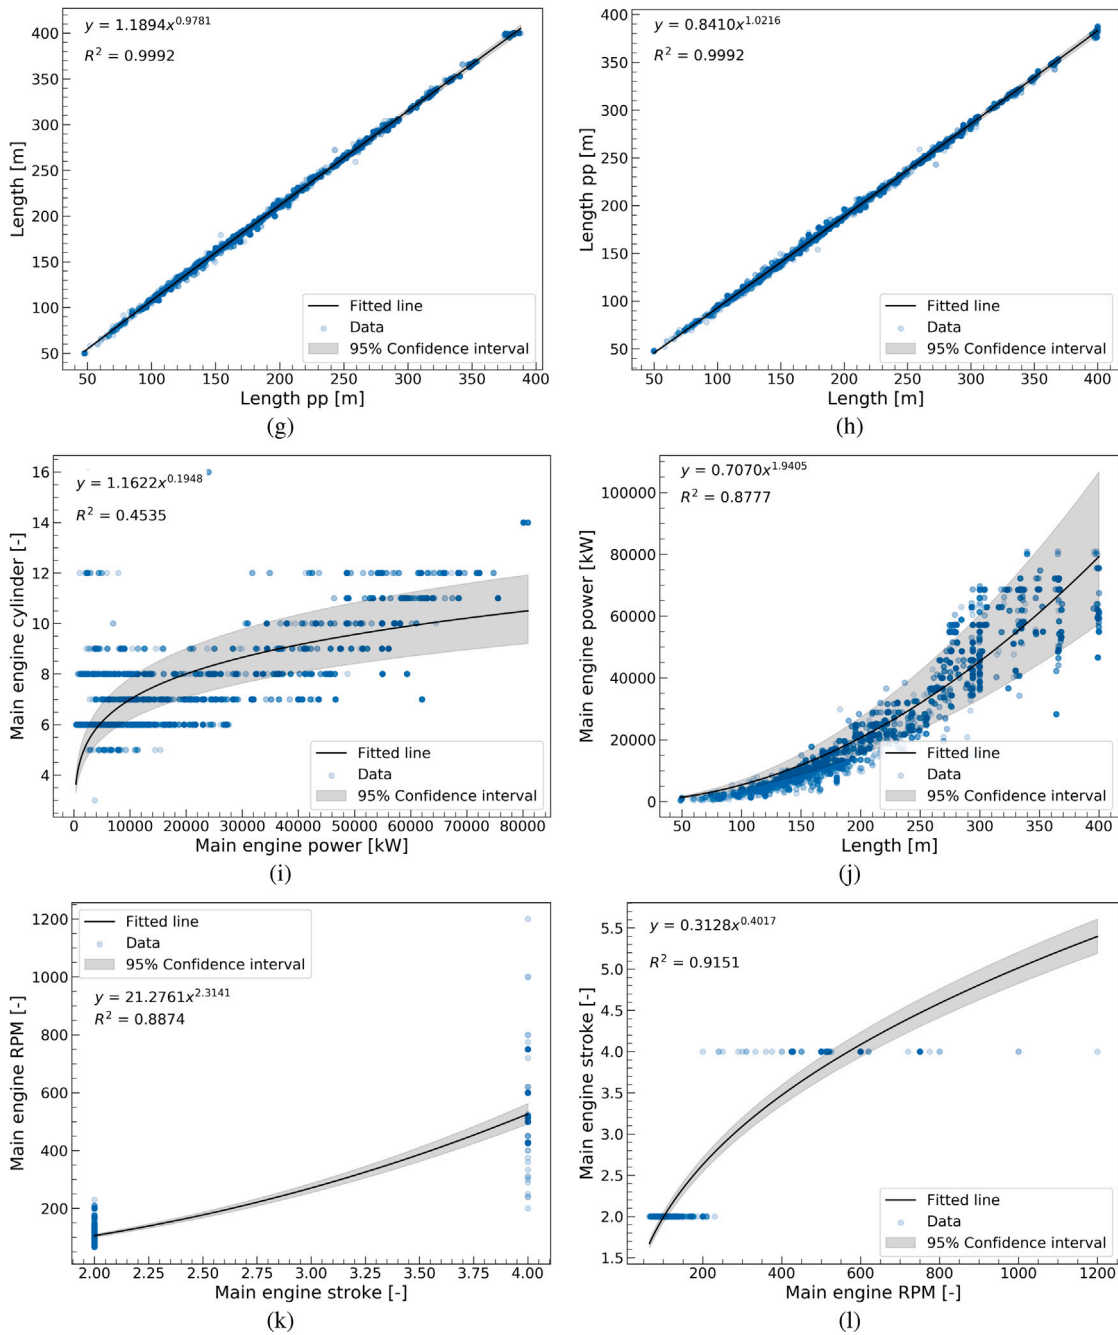 y = 1.1894x^0.9781
R² = 0.9992
400
350
300
250
200
150
100
50
Length [m]
Fitted line
Data
95% Confidence interval
50 100 150 200 250 300 350 400
Length pp [m]
(g)
y = 0.8410x^1.0216
R² = 0.9992
400
350
300
250
200
150
100
50
0
Length pp [m]
Fitted line
Data
95% Confidence interval
50 100 150 200 250 300 350 400
Length [m]
(h)
y = 1.1622x^0.1948
R² = 0.4535
16
14
12
10
8
6
4
Main engine cylinder [-]
Fitted line
Data
95% Confidence interval
0 10000 20000 30000 40000 50000 60000 70000 80000
Main engine power [kW]
(i)
y = 0.7070x^1.9405
R² = 0.8777
100000
80000
60000
40000
20000
0
Main engine power [kW]
Fitted line
Data
95% Confidence interval
50 100 150 200 250 300 350 400
Length [m]
(j)
Fitted line
Data
95% Confidence interval
y = 21.2761x^2.3141
R² = 0.8874
1200
1000
800
600
400
200
Main engine RPM [-]
2.00 2.25 2.50 2.75 3.00 3.25 3.50 3.75 4.00
Main engine stroke [-]
(k)
y = 0.3128x^0.4017
R² = 0.9151
5.5
5.0
4.5
4.0
3.5
3.0
2.5
2.0
1.5
Main engine stroke [-]
Fitted line
Data
95% Confidence interval
200 400 600 800 1000 1200
Main engine RPM [-]
(l)